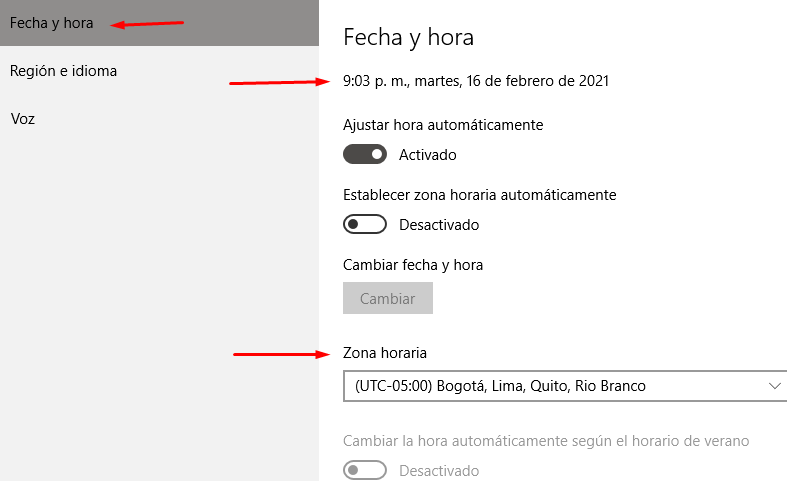 Fecha y hora
Región e idioma
Voz
Fecha y hora
9:03 p. m., martes, 16 de febrero de 2021
Ajustar hora automáticamente
Activado
Establecer zona horaria automáticamente
Desactivado
Cambiar fecha y hora
Cambiar
Zona horaria
(UTC-05:00) Bogotá, Lima, Quito, Rio Branco
Cambiar la hora automáticamente según el horario de verano
Desactivado